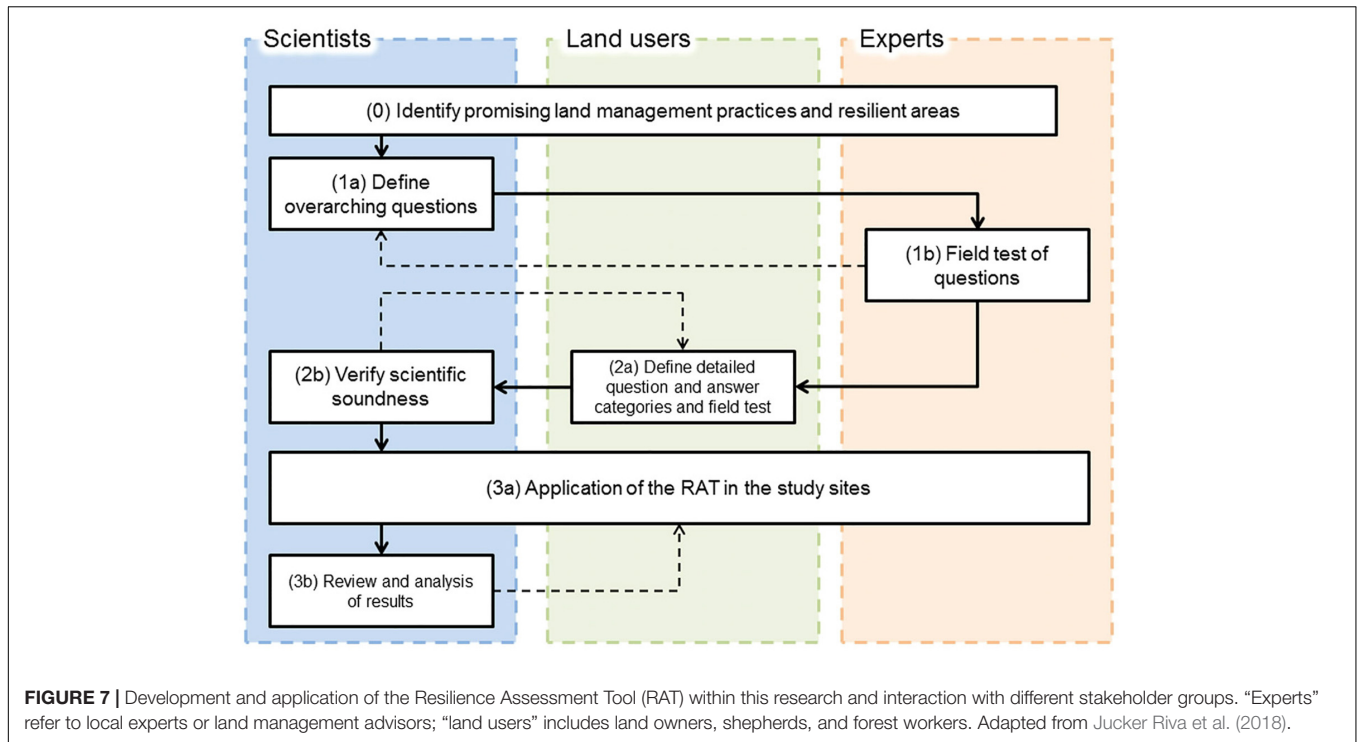 Scientists
Land users
Experts
(0) Identify promising land management practices and resilient areas
(1a) Define
overarching questions
(1b) Field test of
questions
(2a) Define detailed
question and answer
categories and field test
(2b) Verify scientific
soundness
(3a) Application of the RAT in the study sites
(3b) Review and analysis
of results
FIGURE 7 | Development and application of the Resilience Assessment Tool (RAT) within this research and interaction with different stakeholder groups. “Experts”
refer to local experts or land management advisors; “land users” includes land owners, shepherds, and forest workers. Adapted from Jucker Riva et al. (2018).